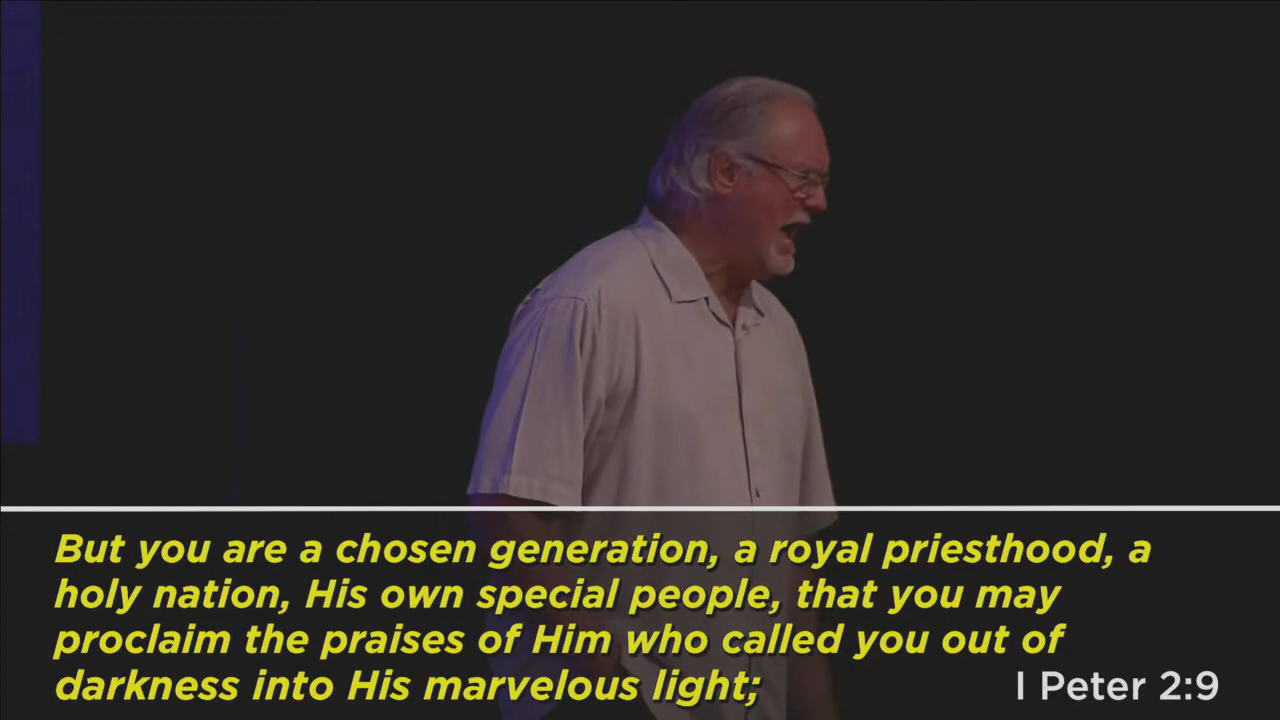 But you are a chosen generation, a royal priesthood, a
holy nation, His own special people, that you may
proclaim the praises of Him who called you out of
darkness into His marvelous light;
I Peter 2:9